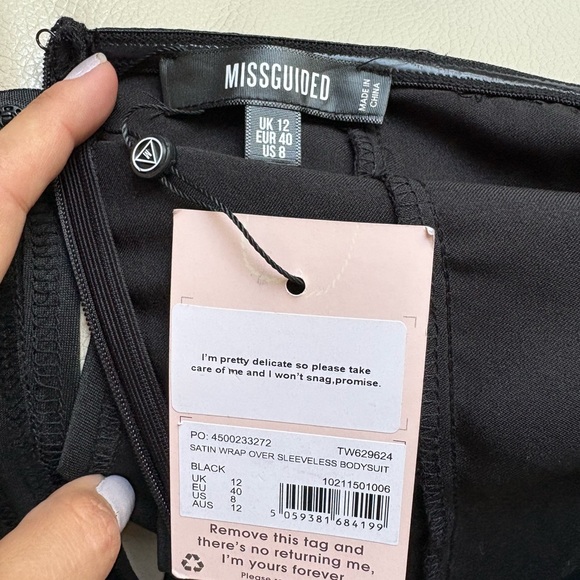 MISSGUIDED
MADE IN
CHINA
UK 12
EUR 40
US 8
I'm pretty delicate so please take
care of me and I won't snag,promise.
PO: 4500233272 TW629624
SATIN WRAP OVER SLEEVELESS BODYSUIT
BLACK
UK 12 10211501006
EU 40
US 8
AUS 12
5 059381 684199
Remove this tag and
there's no returning me,
I'm yours forever
Please